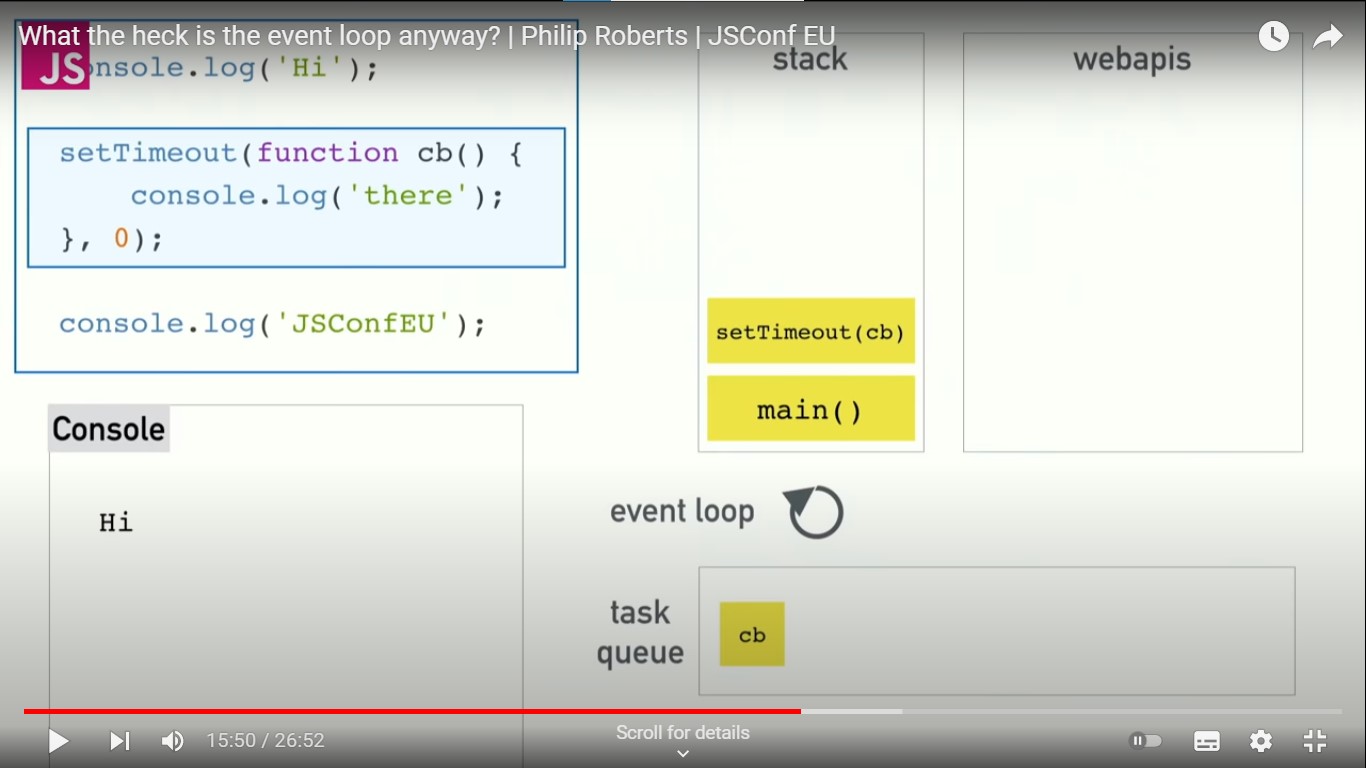 What the heck is the event loop anyway? | Philip Roberts | JSConf EU
JS
onsole.log('Hi');
setTimeout(function cb() {
console.log('there');
}, 0);
console.log('JSConfEU');
Console
Hi
stack
setTimeout(cb)
main()
webapis
event loop
task
queue
cb
15:50 / 26:52
Scroll for details